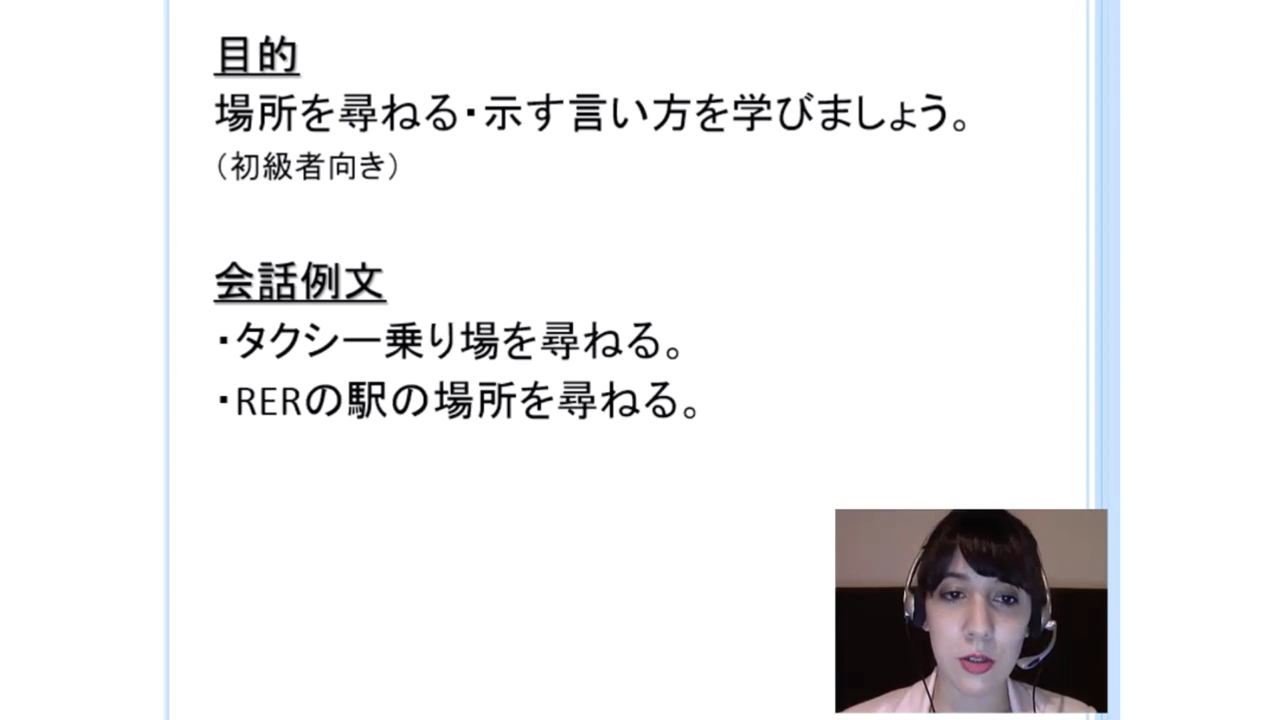 目的
場所を尋ねる・示す言い方を学びましょう。
（初級者向き）
会話例文
・タクシー乗り場を尋ねる。
・RERの駅の場所を尋ねる。